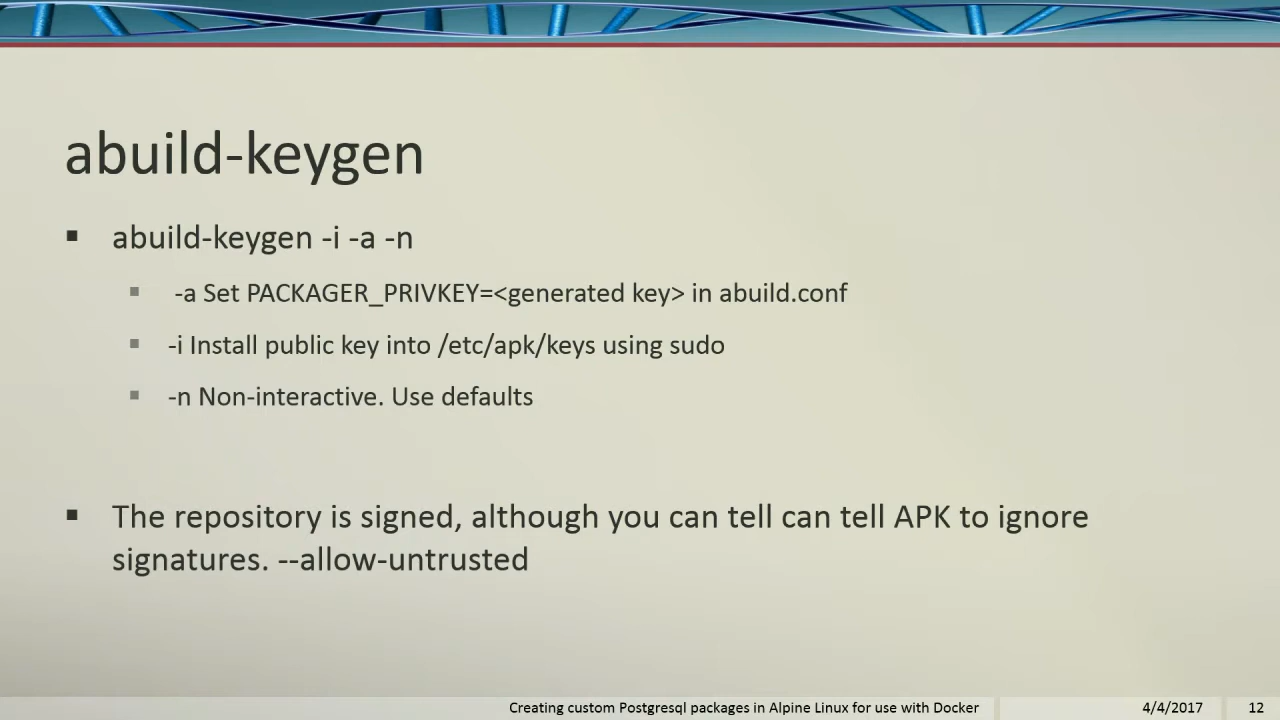 abuild-keygen
abuild-keygen -i -a -n
-a Set PACKAGER_PRIVKEY=<generated key> in abuild.conf
-i Install public key into /etc/apk/keys using sudo
-n Non-interactive. Use defaults
The repository is signed, although you can tell can tell APK to ignore
signatures. --allow-untrusted
Creating custom Postgresql packages in Alpine Linux for use with Docker
4/4/2017
12